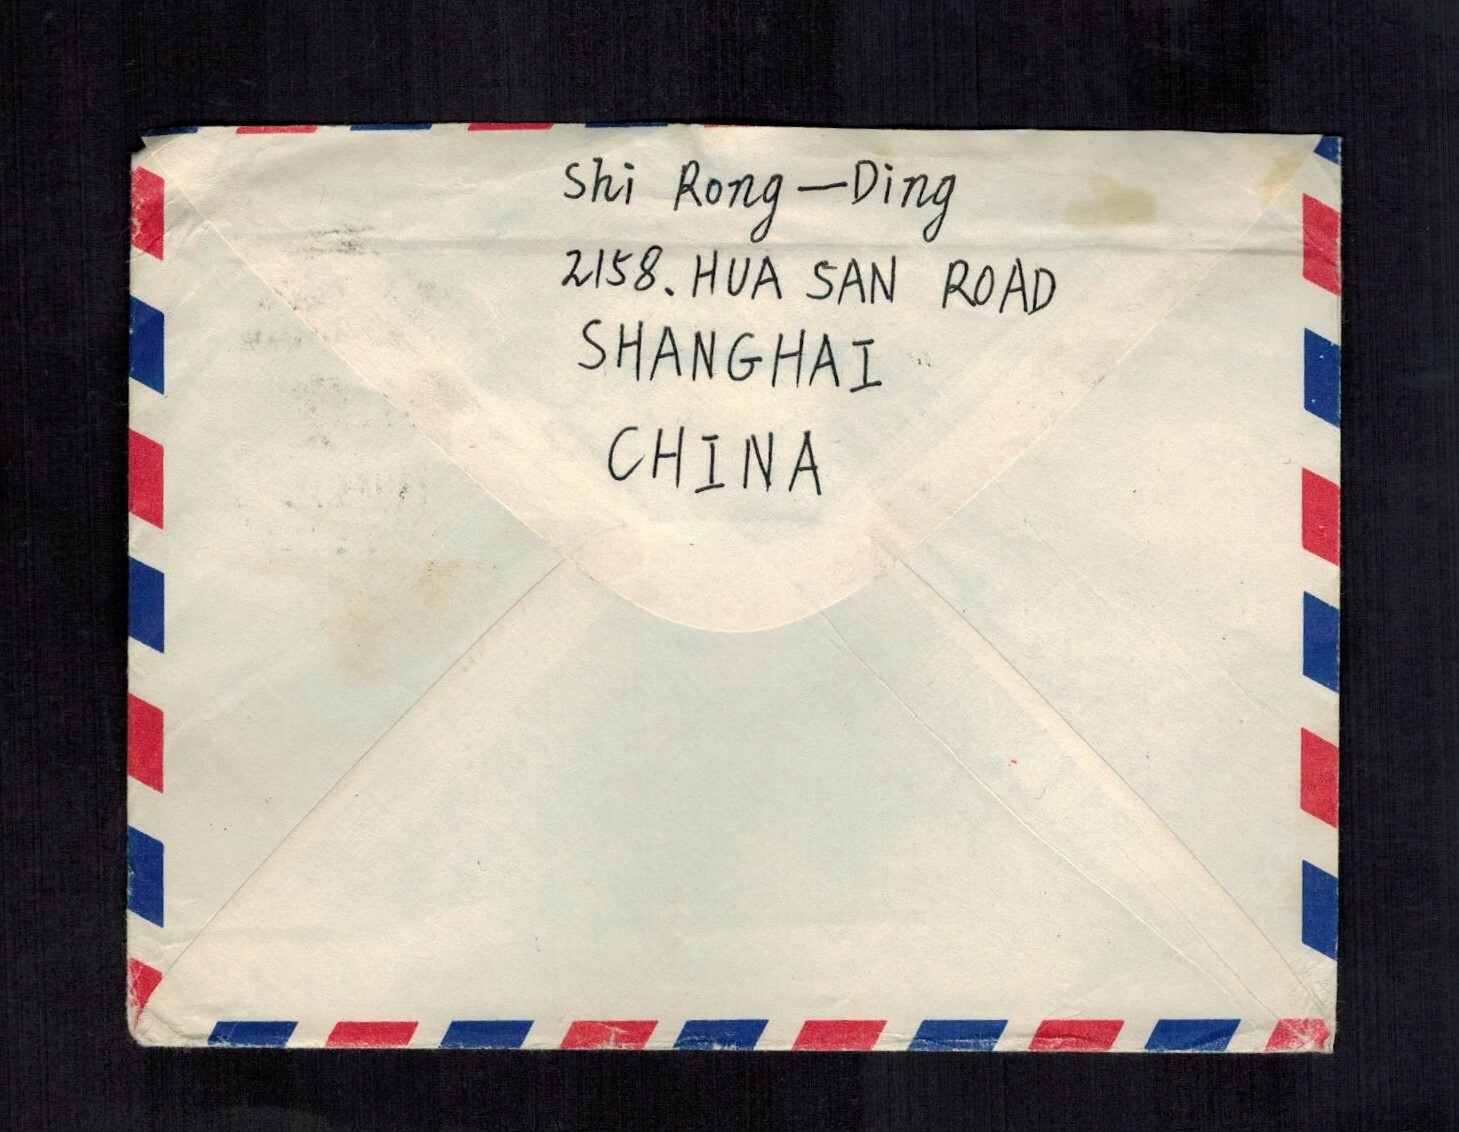 Shi Rong—Ding
2158. HUA SAN ROAD
SHANGHAI
CHINA